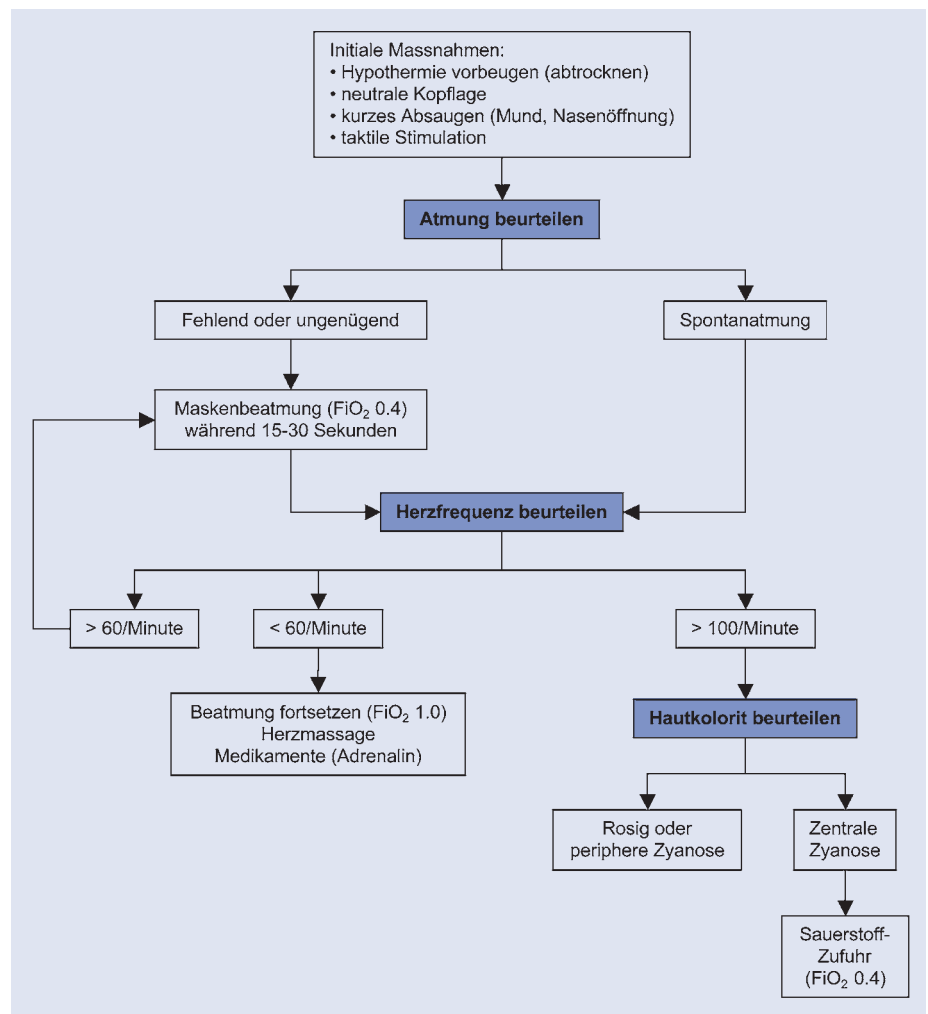 Initiale Massnahmen:
• Hypothermie vorbeugen (abtrocknen)
• neutrale Kopflage
• kurzes Absaugen (Mund, Nasenöffnung)
• taktile Stimulation
Atmung beurteilen
Fehlend oder ungenügend
Spontanatmung
Maskenbeatmung (FiO₂ 0.4)
während 15-30 Sekunden
Herzfrequenz beurteilen
> 60/Minute
< 60/Minute
> 100/Minute
Beatmung fortsetzen (FiO₂ 1.0)
Herzmassage
Medikamente (Adrenalin)
Hautkolorit beurteilen
Rosig oder
periphere Zyanose
Zentrale
Zyanose
Sauerstoff-
Zufuhr
(FiO₂ 0.4)